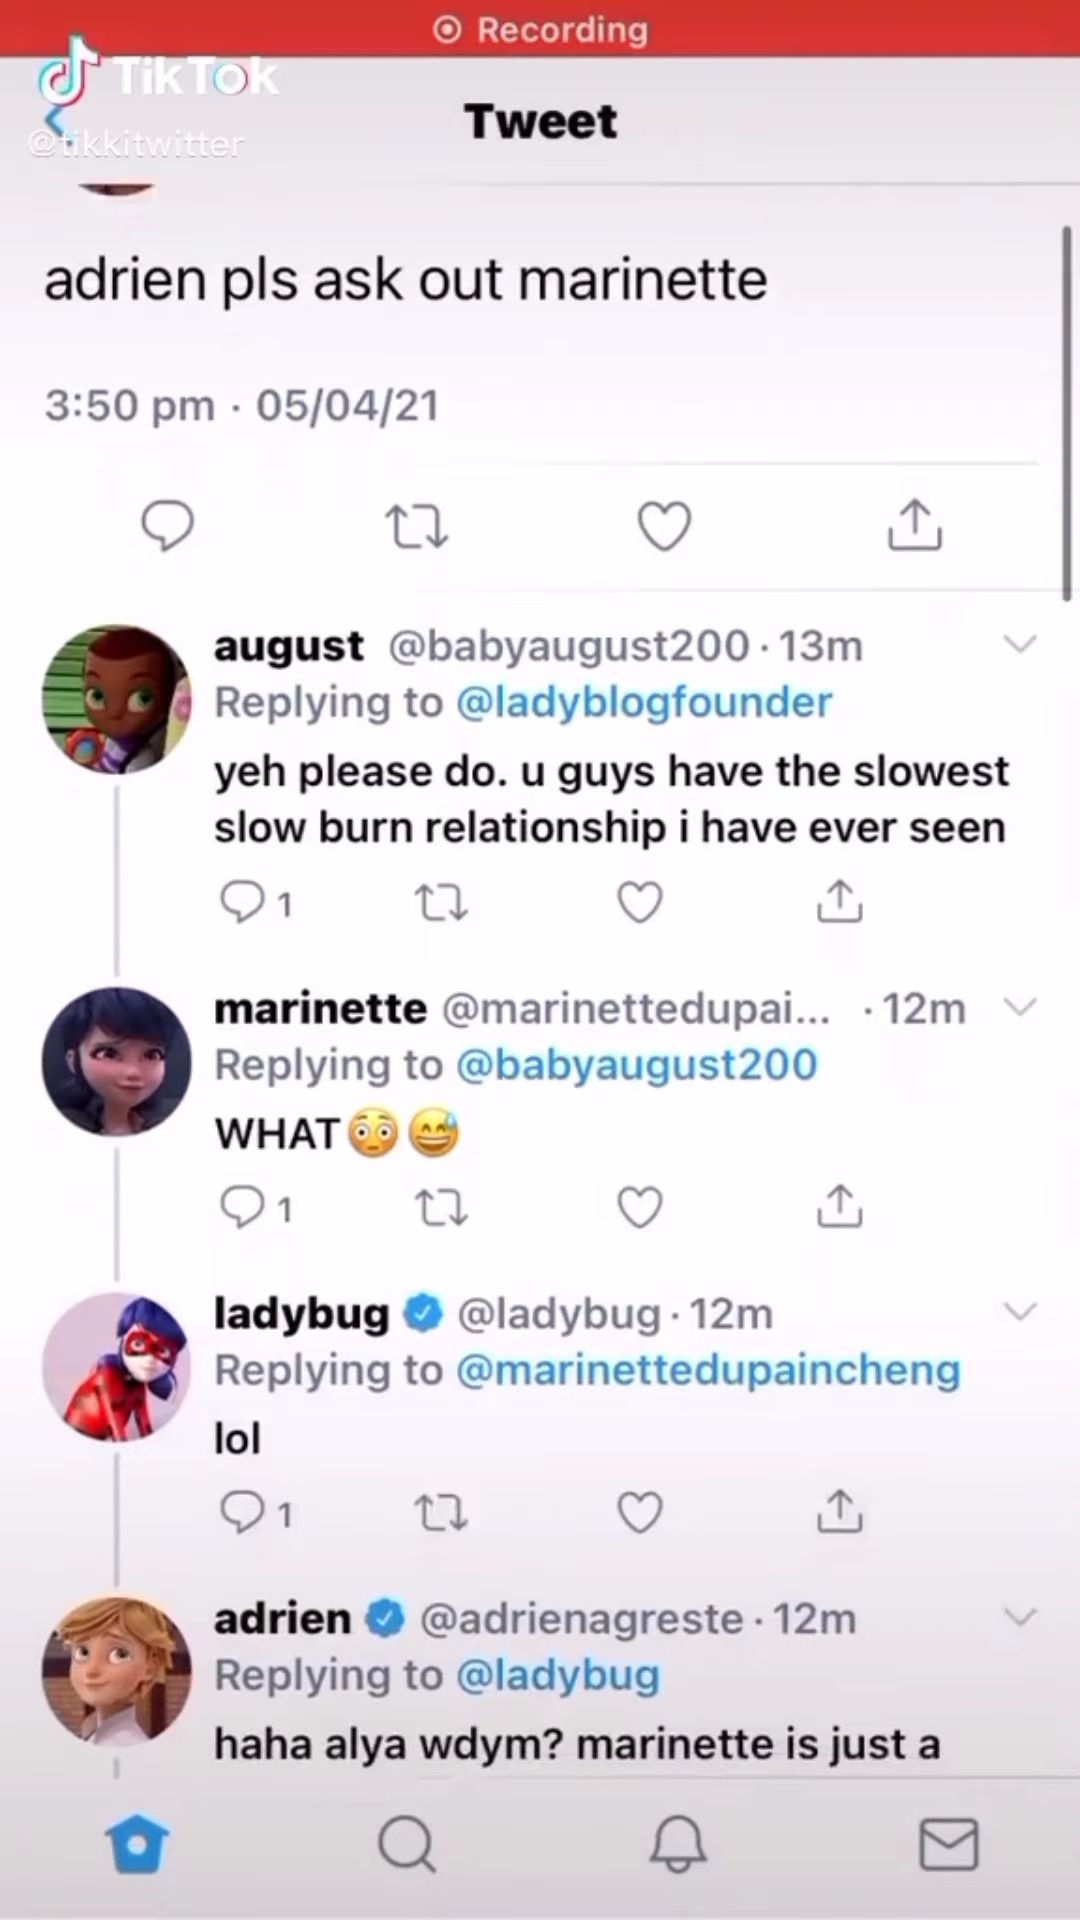 Recording
TikTok
@tikkitwitter
Tweet
adrien pls ask out marinette
3:50 pm · 05/04/21
august @babyaugust200 · 13m
Replying to @ladyblogfounder
yeh please do. u guys have the slowest
slow burn relationship i have ever seen
1
marinette @marinettedupai... · 12m
Replying to @babyaugust200
WHAT😳😅
1
ladybug @ladybug · 12m
Replying to @marinettedupaincheng
lol
1
adrien @adrienagreste · 12m
Replying to @ladybug
haha alya wdym? marinette is just a